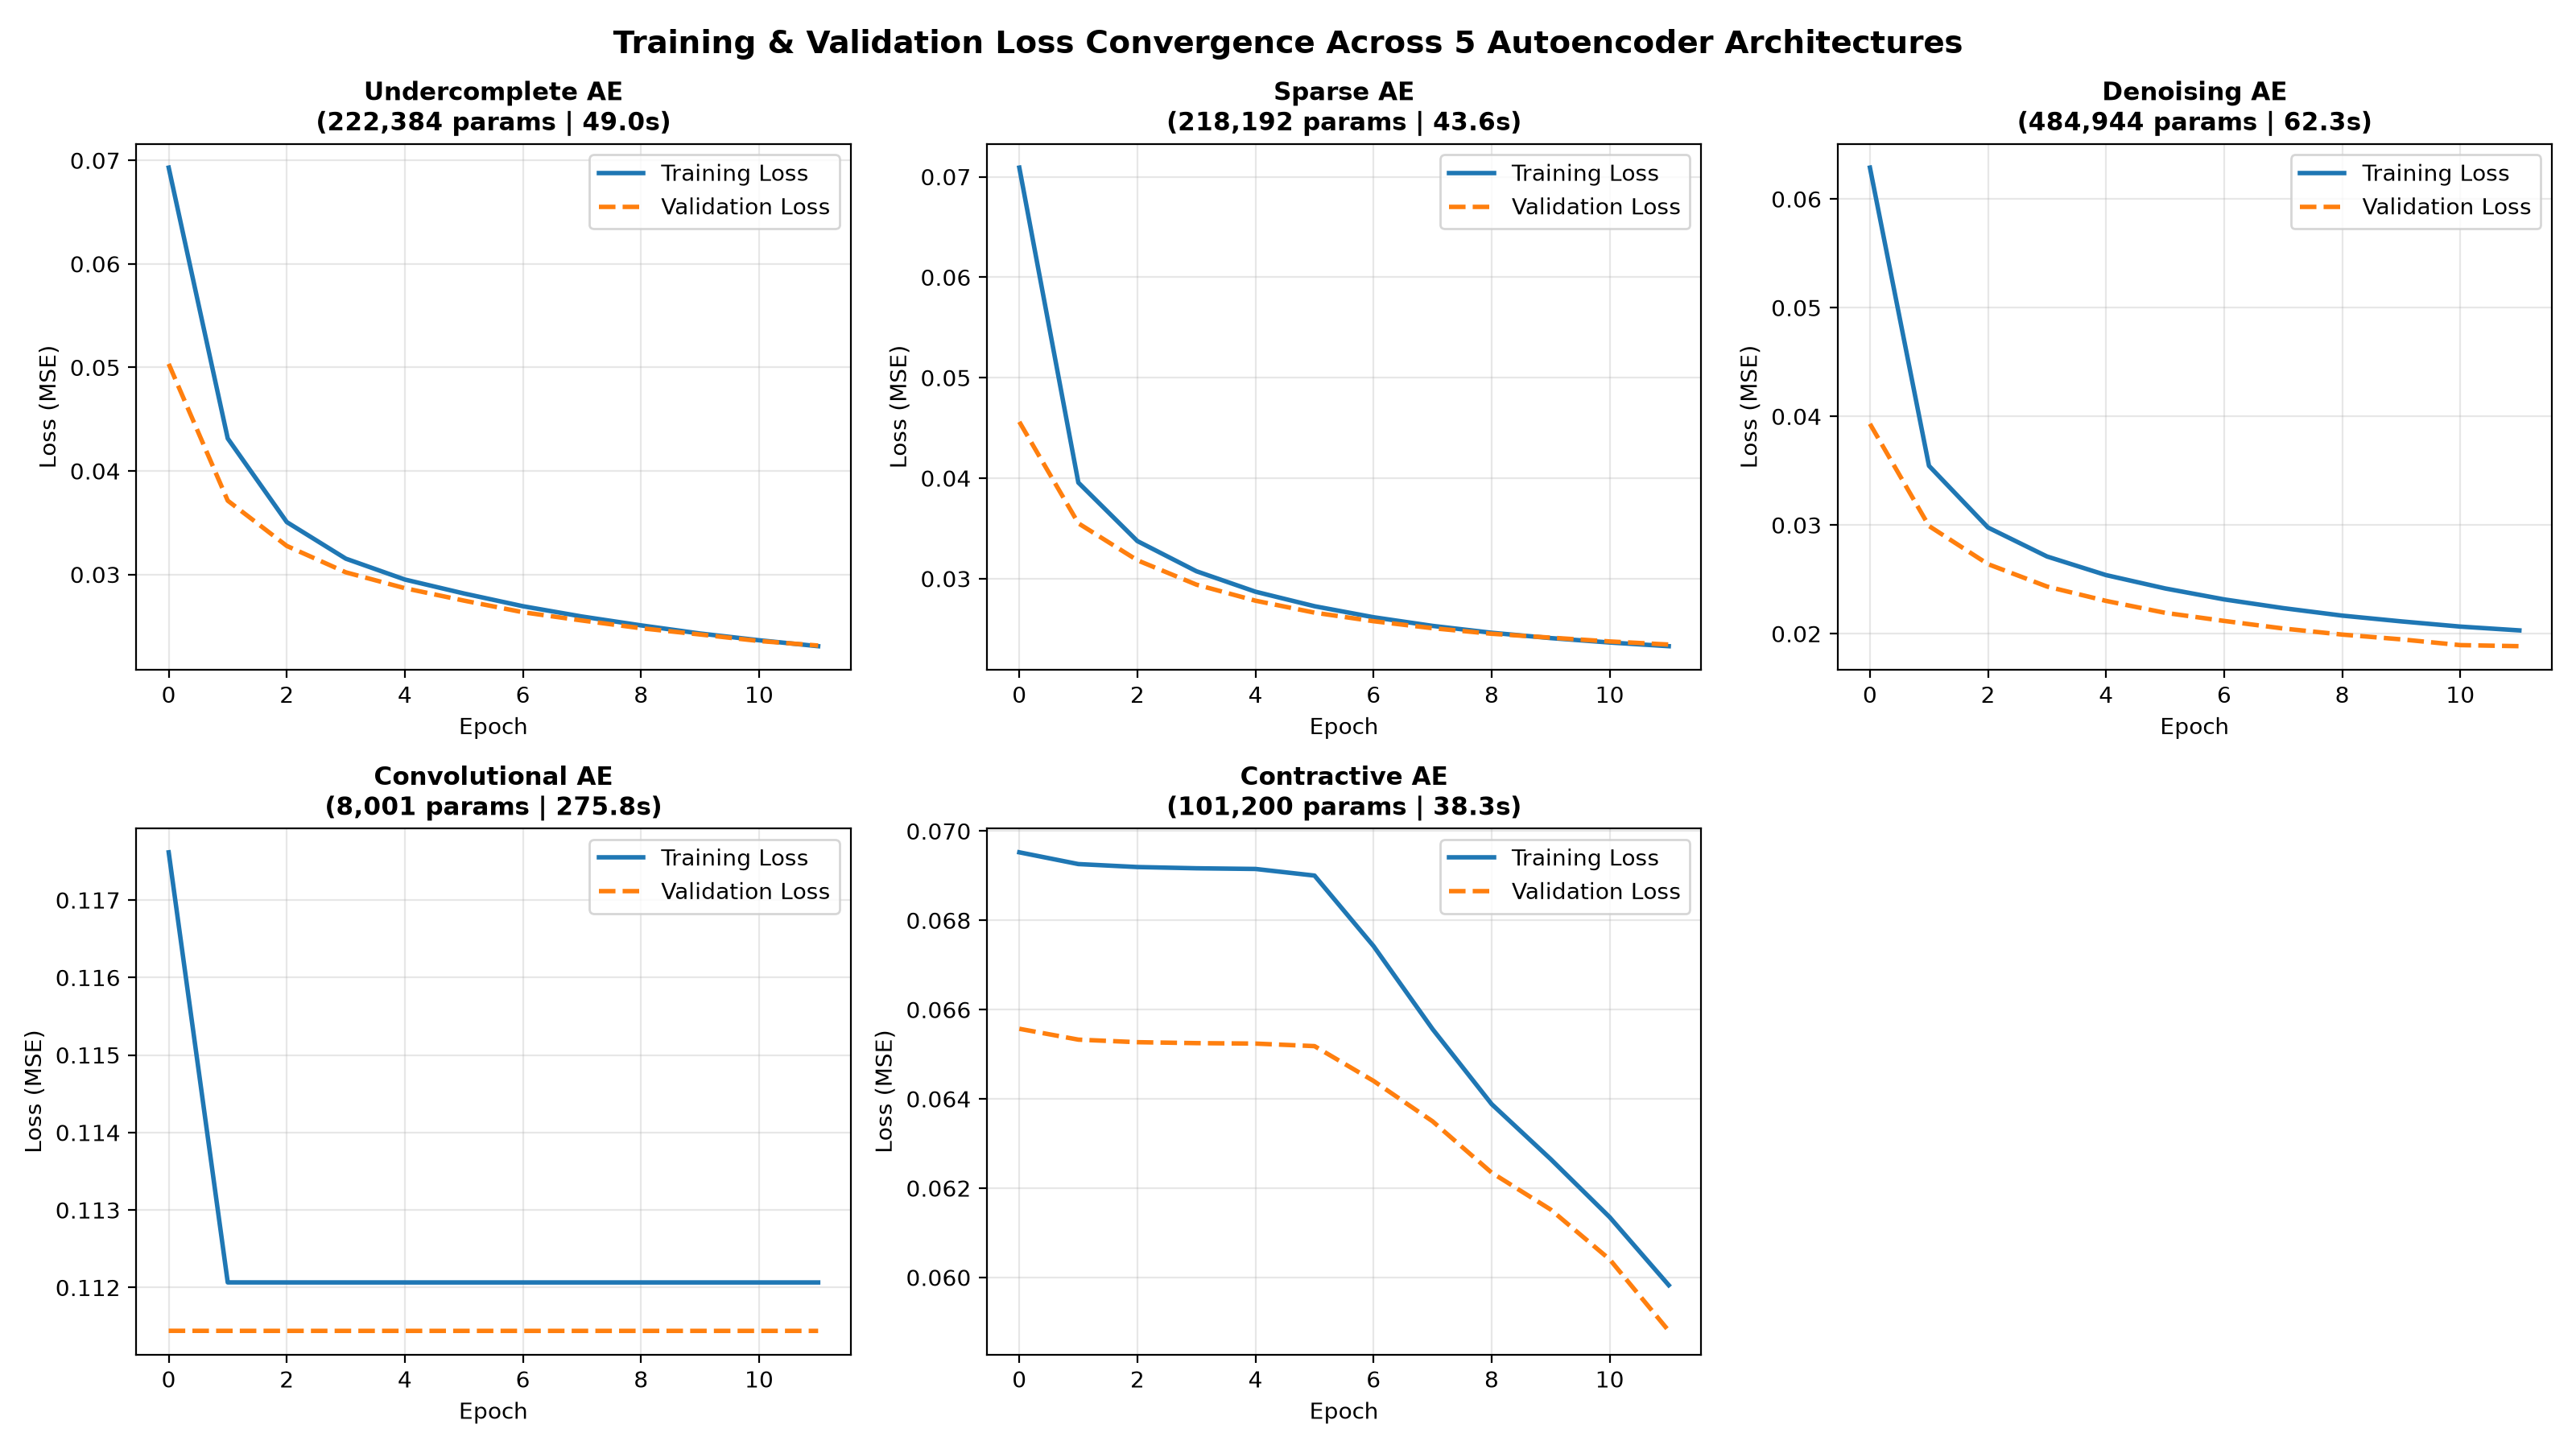 Training & Validation Loss Convergence Across 5 Autoencoder Architectures
Undercomplete AE
(222,384 params | 49.0s)
Training Loss
Validation Loss
0.07
0.06
0.05
0.04
0.03
Loss (MSE)
0 2 4 6 8 10
Epoch
Sparse AE
(218,192 params | 43.6s)
Training Loss
Validation Loss
0.07
0.06
0.05
0.04
0.03
Loss (MSE)
0 2 4 6 8 10
Epoch
Denoising AE
(484,944 params | 62.3s)
Training Loss
Validation Loss
0.06
0.05
0.04
0.03
0.02
Loss (MSE)
0 2 4 6 8 10
Epoch
Convolutional AE
(8,001 params | 275.8s)
Training Loss
Validation Loss
0.117
0.116
0.115
0.114
0.113
0.112
Loss (MSE)
0 2 4 6 8 10
Epoch
Contractive AE
(101,200 params | 38.3s)
Training Loss
Validation Loss
0.070
0.068
0.066
0.064
0.062
0.060
Loss (MSE)
0 2 4 6 8 10
Epoch